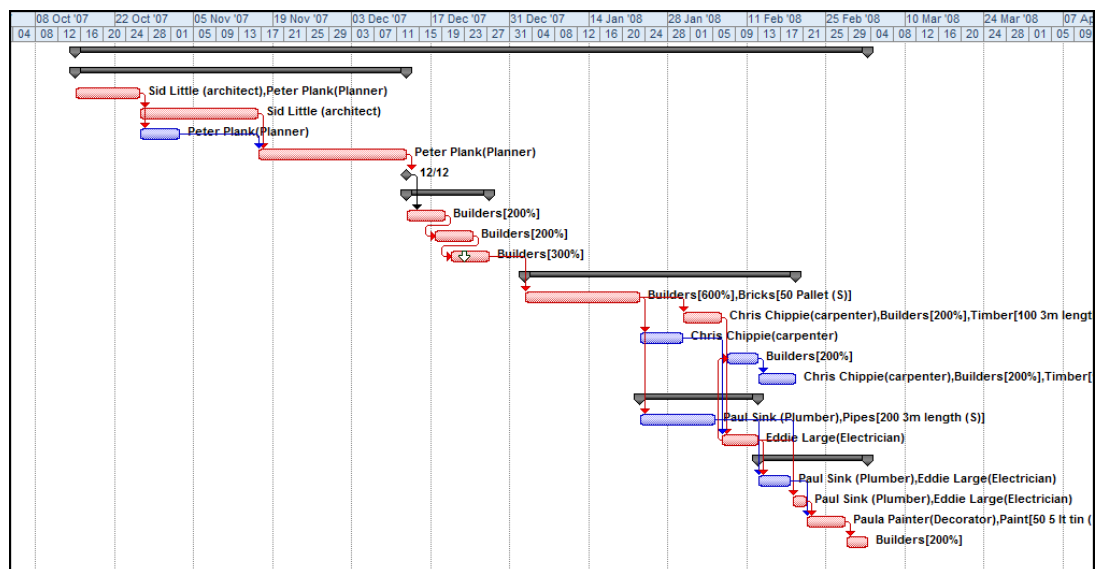 08 Oct '07 22 Oct '07 05 Nov '07 19 Nov '07 03 Dec '07 17 Dec '07 31 Dec '07 14 Jan '08 28 Jan '08 11 Feb '08 25 Feb '08 10 Mar '08 24 Mar '08 07 Ap
04 08 12 16 20 24 28 01 05 09 13 17 21 25 29 03 07 11 15 19 23 27 31 04 08 12 16 20 24 28 01 05 09 13 17 21 25 29 04 08 12 16 20 24 28 01 05 09
Sid Little (architect),Peter Plank(Planner)
Sid Little (architect)
Peter Plank(Planner)
Peter Plank(Planner)
12/12
Builders[200%]
Builders[200%]
Builders[300%]
Builders[600%],Bricks[50 Pallet (S)]
Chris Chippie(carpenter),Builders[200%],Timber[100 3m lengt
Chris Chippie(carpenter)
Builders[200%]
Chris Chippie(carpenter),Builders[200%],Timber[
Paul Sink (Plumber),Pipes[200 3m length (S)]
Eddie Large(Electrician)
Paul Sink (Plumber),Eddie Large(Electrician)
Paul Sink (Plumber),Eddie Large(Electrician)
Paula Painter(Decorator),Paint[50 5 lt tin (
Builders[200%]